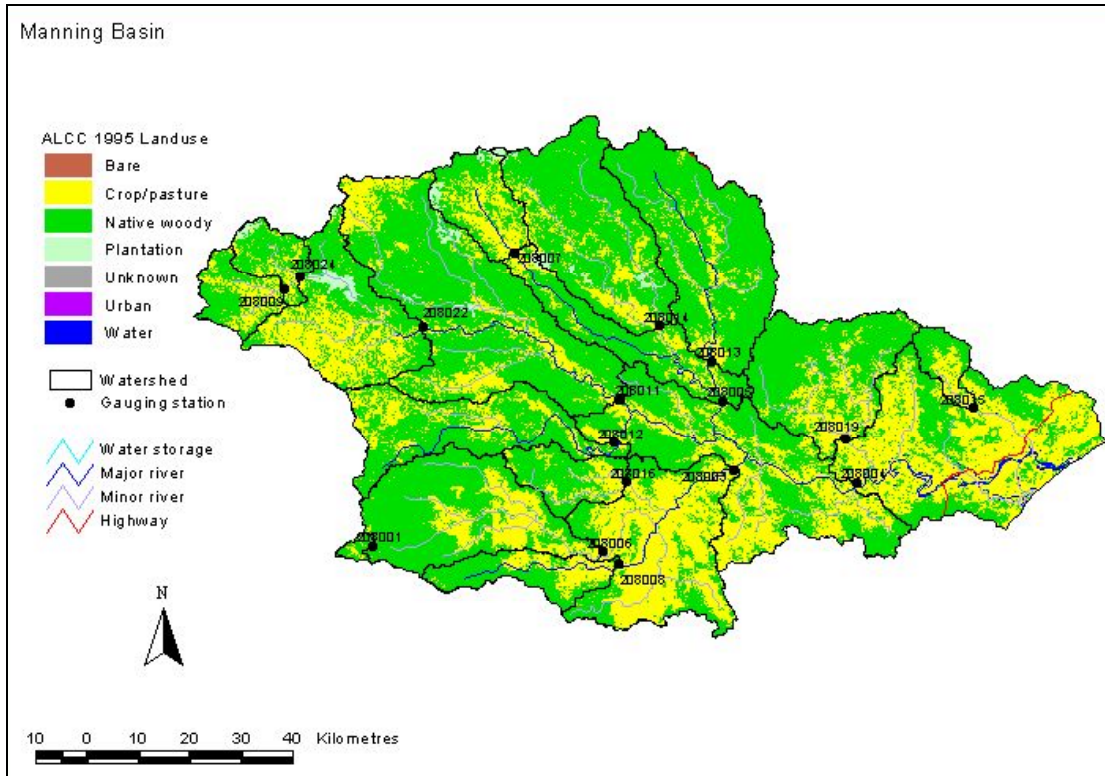 Manning Basin
ALCC 1995 Landuse
Bare
Crop/pasture
Native woody
Plantation
Unknown
Urban
Water
Watershed
Gauging station
Water storage
Major river
Minor river
Highway
N
10 0 10 20 30 40 Kilometres
208024
208009
208007
208022
208014
208013
208011
208005
208015
208012
208019
208016
208004
208001
208006
208008